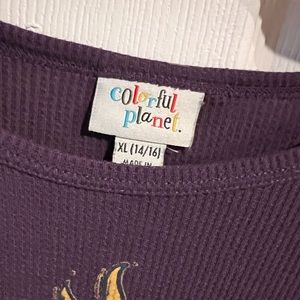 colorful
planet.
XL (14/16)
MADE IN